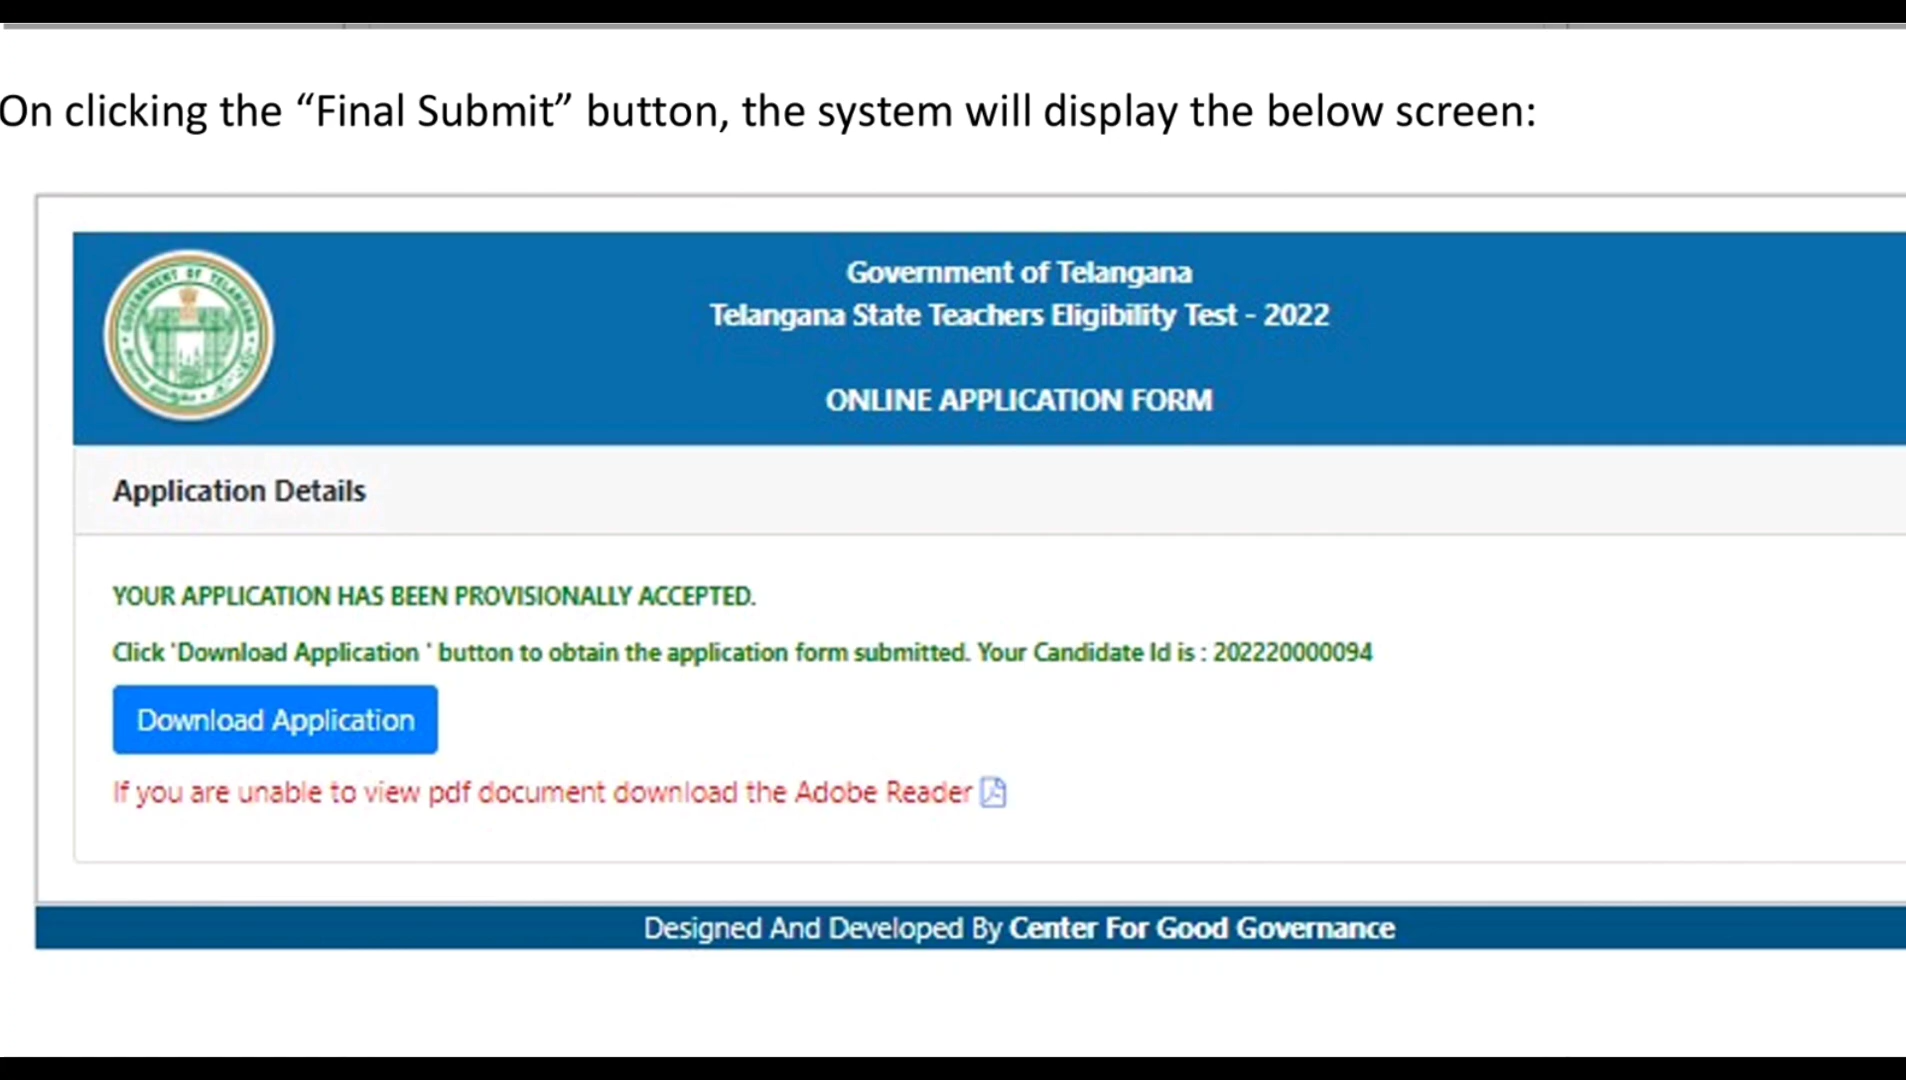 On clicking the “Final Submit” button, the system will display the below screen:
GOVERNMENT OF TELANGANA
Government of Telangana
Telangana State Teachers Eligibility Test - 2022
ONLINE APPLICATION FORM
Application Details
YOUR APPLICATION HAS BEEN PROVISIONALLY ACCEPTED.
Click 'Download Application ' button to obtain the application form submitted. Your Candidate Id is : 202220000094
Download Application
If you are unable to view pdf document download the Adobe Reader
Designed And Developed By Center For Good Governance